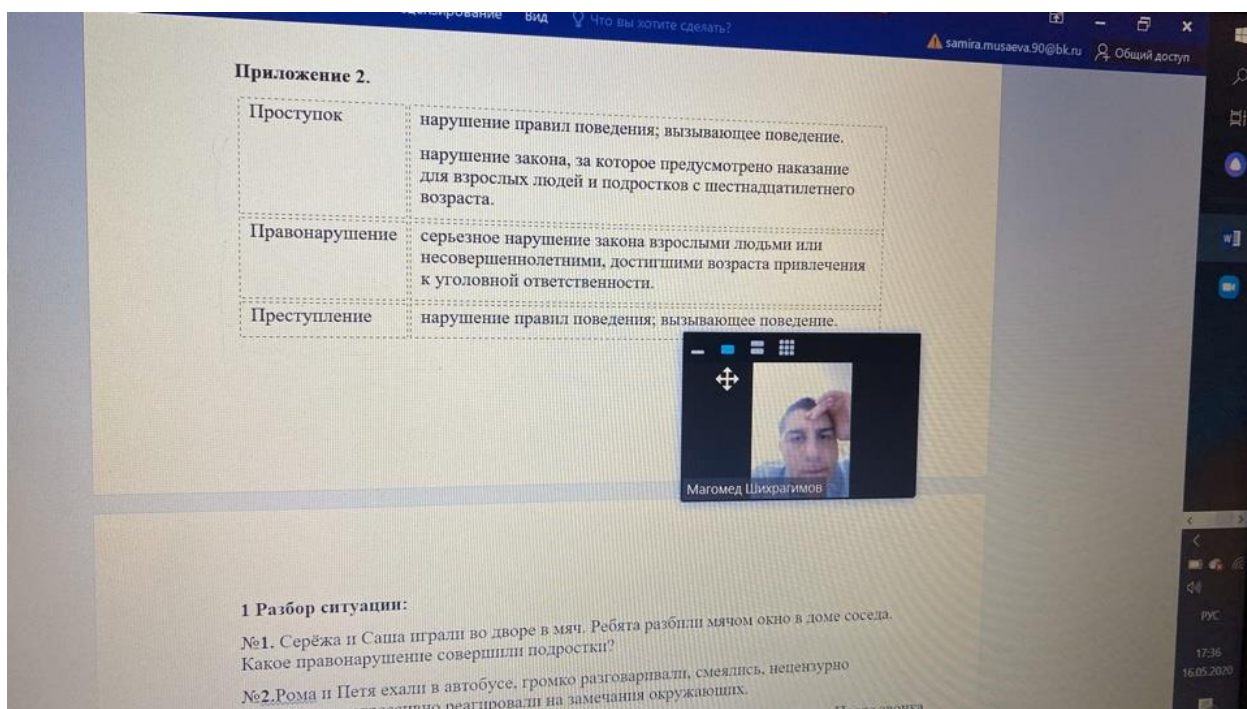 Вид
Что вы хотите сделать?
samira.musaeva.90@bk.ru
Общий доступ
Приложение 2.
Проступок
нарушение правил поведения; вызывающее поведение.
нарушение закона, за которое предусмотрено наказание
для взрослых людей и подростков с шестнадцатилетнего
возраста.
Правонарушение
серьезное нарушение закона взрослыми людьми или
несовершеннолетними, достигшими возраста привлечения
к уголовной ответственности.
Преступление
нарушение правил поведения; вызывающее поведение.
Магомед Шихрагимов
1 Разбор ситуации:
№1. Серёжа и Саша играли во дворе в мяч. Ребята разбили мячом окно в доме соседа.
Какое правонарушение совершили подростки?
№2.Рома и Петя ехали в автобусе, громко разговаривали, смеялись, нецензурно
реагировали на замечания окружающих.
РУС
17:36
16.05.2020